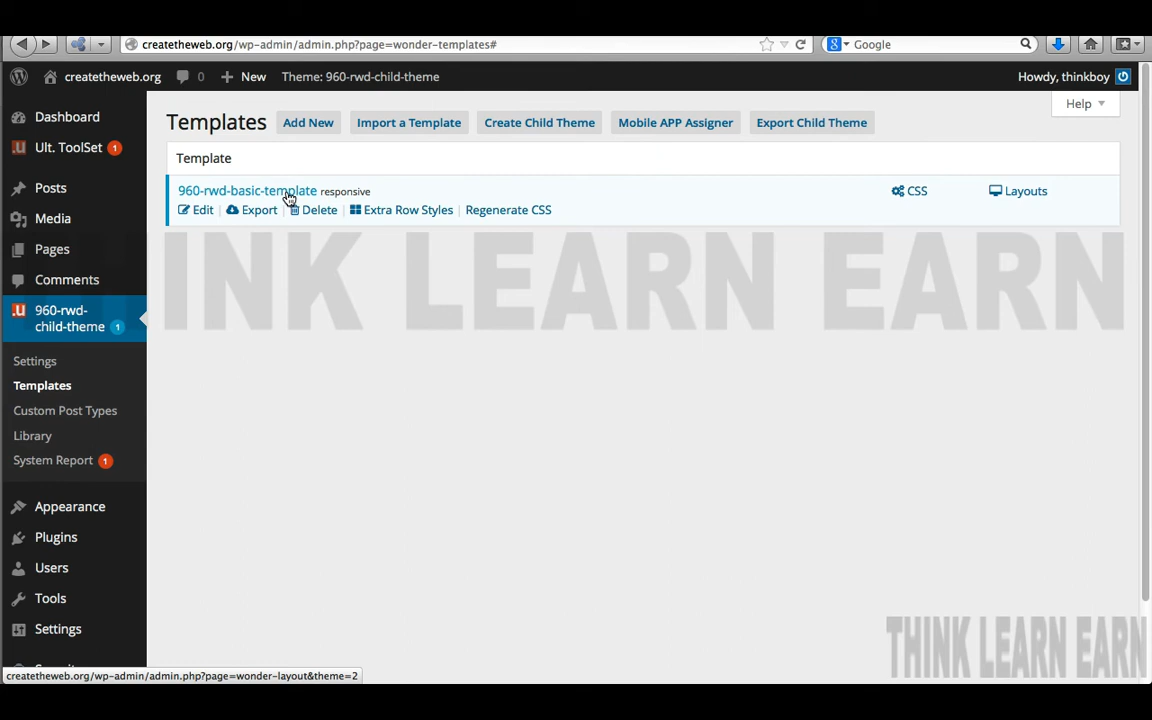 createtheweb.org/wp-admin/admin.php?page=wonder-templates#
Google
createtheweb.org 0 New Theme: 960-rwd-child-theme Howdy, thinkboy
Help
Dashboard
Ult. ToolSet 1
Posts
Media
Pages
Comments
960-rwd-
child-theme 1
Settings
Templates
Custom Post Types
Library
System Report 1
Appearance
Plugins
Users
Tools
Settings
Templates Add New Import a Template Create Child Theme Mobile APP Assigner Export Child Theme
Template
960-rwd-basic-template responsive CSS Layouts
Edit Export Delete Extra Row Styles Regenerate CSS
THINK LEARN EARN
THINK LEARN EARN
createtheweb.org/wp-admin/admin.php?page=wonder-layout&theme=2